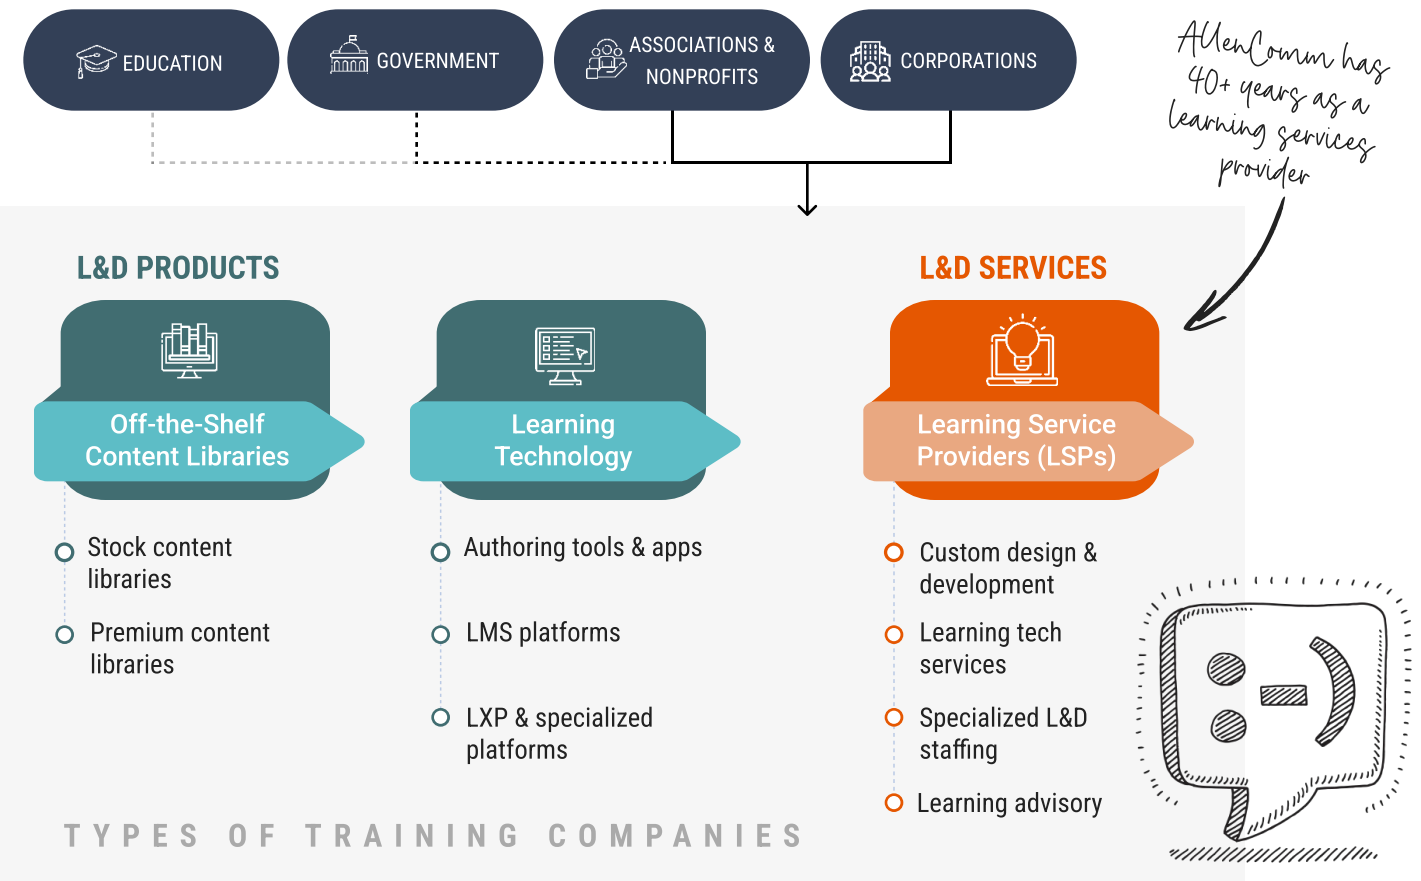 EDUCATION
GOVERNMENT
ASSOCIATIONS &
NONPROFITS
CORPORATIONS
AllenComm has
40+ years as a
learning services
provider
L&D PRODUCTS
L&D SERVICES
Off-the-Shelf
Content Libraries
Learning
Technology
Learning Service
Providers (LSPs)
Stock content
libraries
Premium content
libraries
Authoring tools & apps
LMS platforms
LXP & specialized
platforms
Custom design &
development
Learning tech
services
Specialized L&D
staffing
Learning advisory
:-)
TYPES OF TRAINING COMPANIES